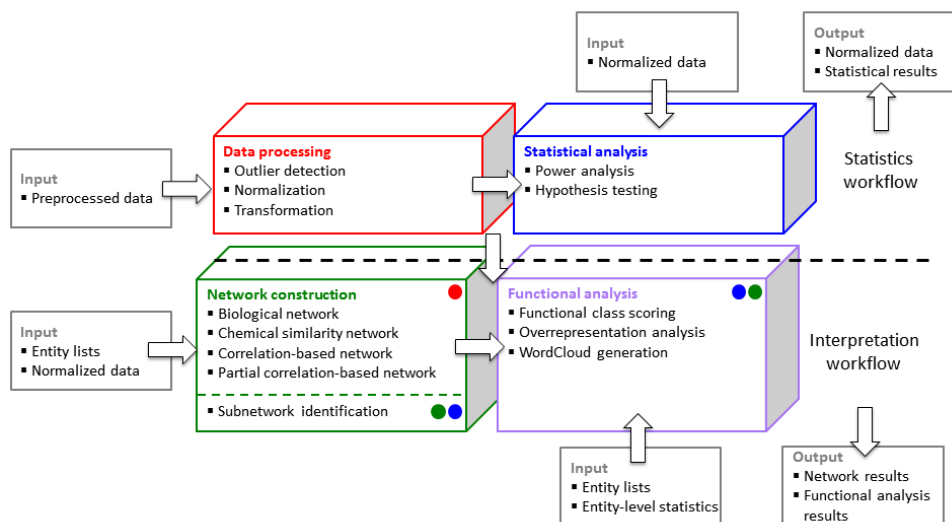 Input
▪ Normalized data
Output
▪ Normalized data
▪ Statistical results
Input
▪ Preprocessed data
Data processing
▪ Outlier detection
▪ Normalization
▪ Transformation
Statistical analysis
▪ Power analysis
▪ Hypothesis testing
Statistics
workflow
Input
▪ Entity lists
▪ Normalized data
Network construction
▪ Biological network
▪ Chemical similarity network
▪ Correlation-based network
▪ Partial correlation-based network
▪ Subnetwork identification
Functional analysis
▪ Functional class scoring
▪ Overrepresentation analysis
▪ WordCloud generation
Interpretation
workflow
Input
▪ Entity lists
▪ Entity-level statistics
Output
▪ Network results
▪ Functional analysis
results